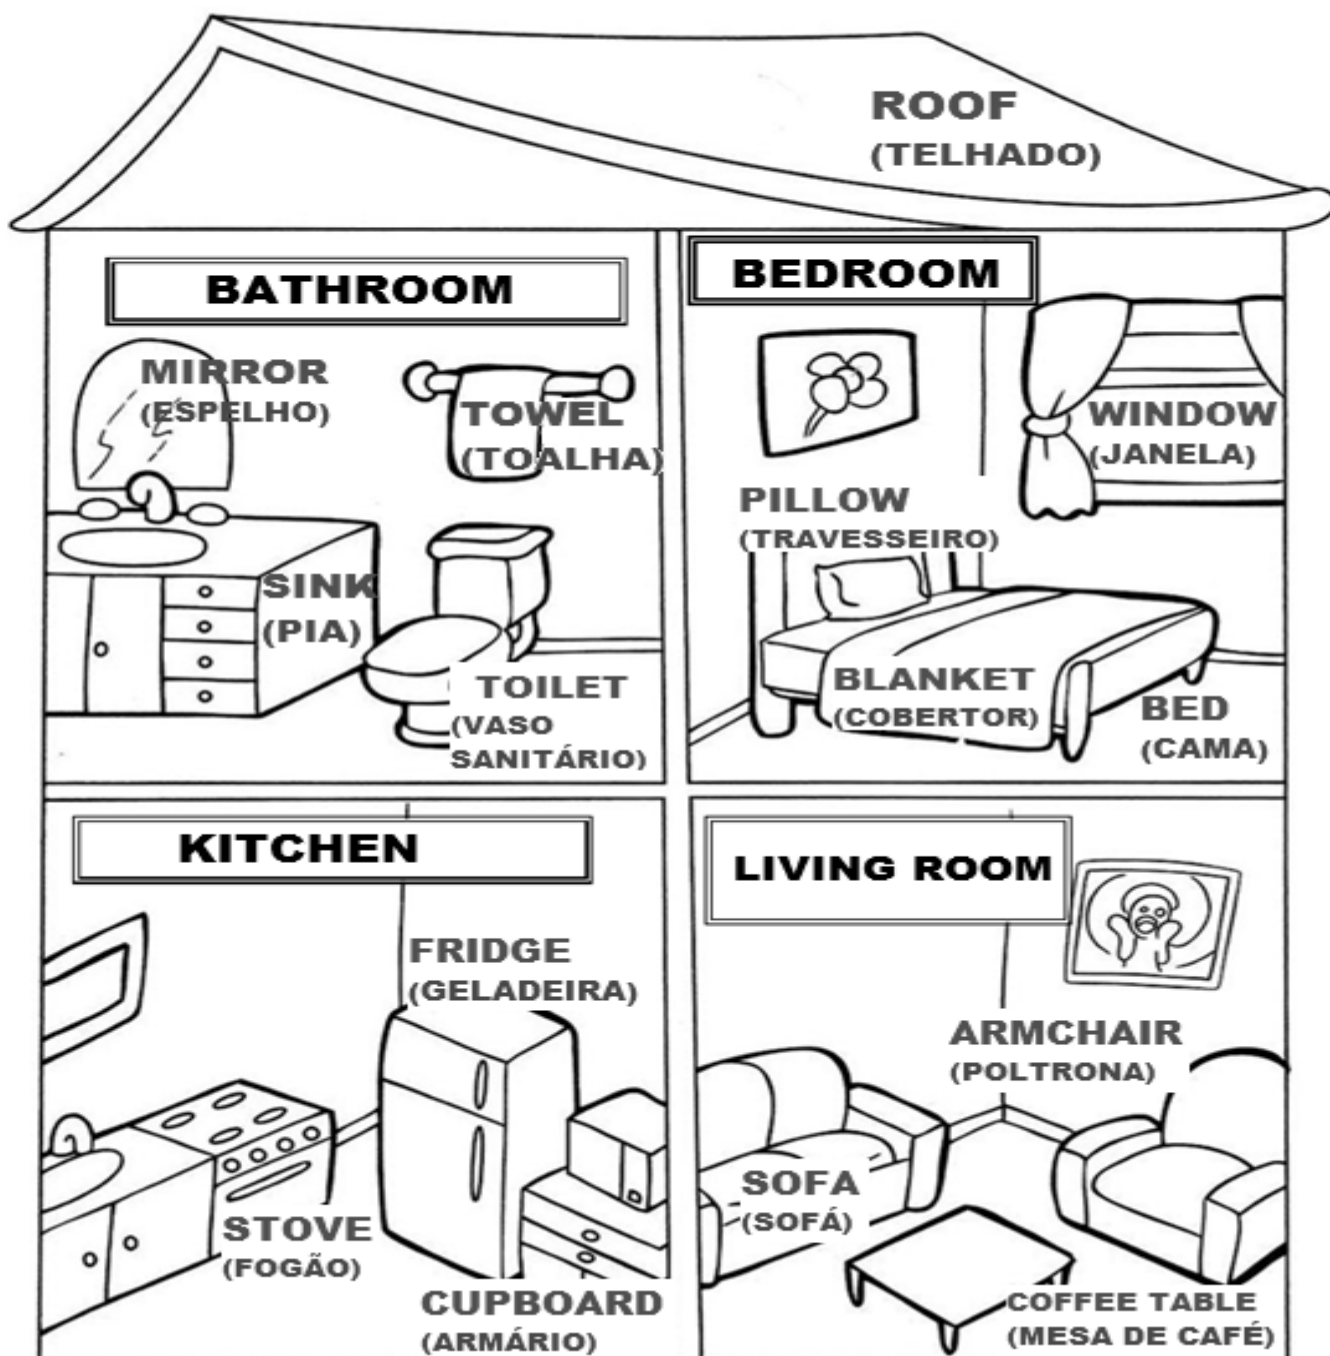 ROOF
(TELHADO)
BATHROOM
MIRROR
(ESPELHO)
TOWEL
(TOALHA)
SINK
(PIA)
TOILET
(VASO
SANITÁRIO)
BEDROOM
WINDOW
(JANELA)
PILLOW
(TRAVESSEIRO)
BLANKET
(COBERTOR)
BED
(CAMA)
KITCHEN
FRIDGE
(GELADEIRA)
STOVE
(FOGÃO)
CUPBOARD
(ARMÁRIO)
LIVING ROOM
ARMCHAIR
(POLTRONA)
SOFA
(SOFÁ)
COFFEE TABLE
(MESA DE CAFÉ)